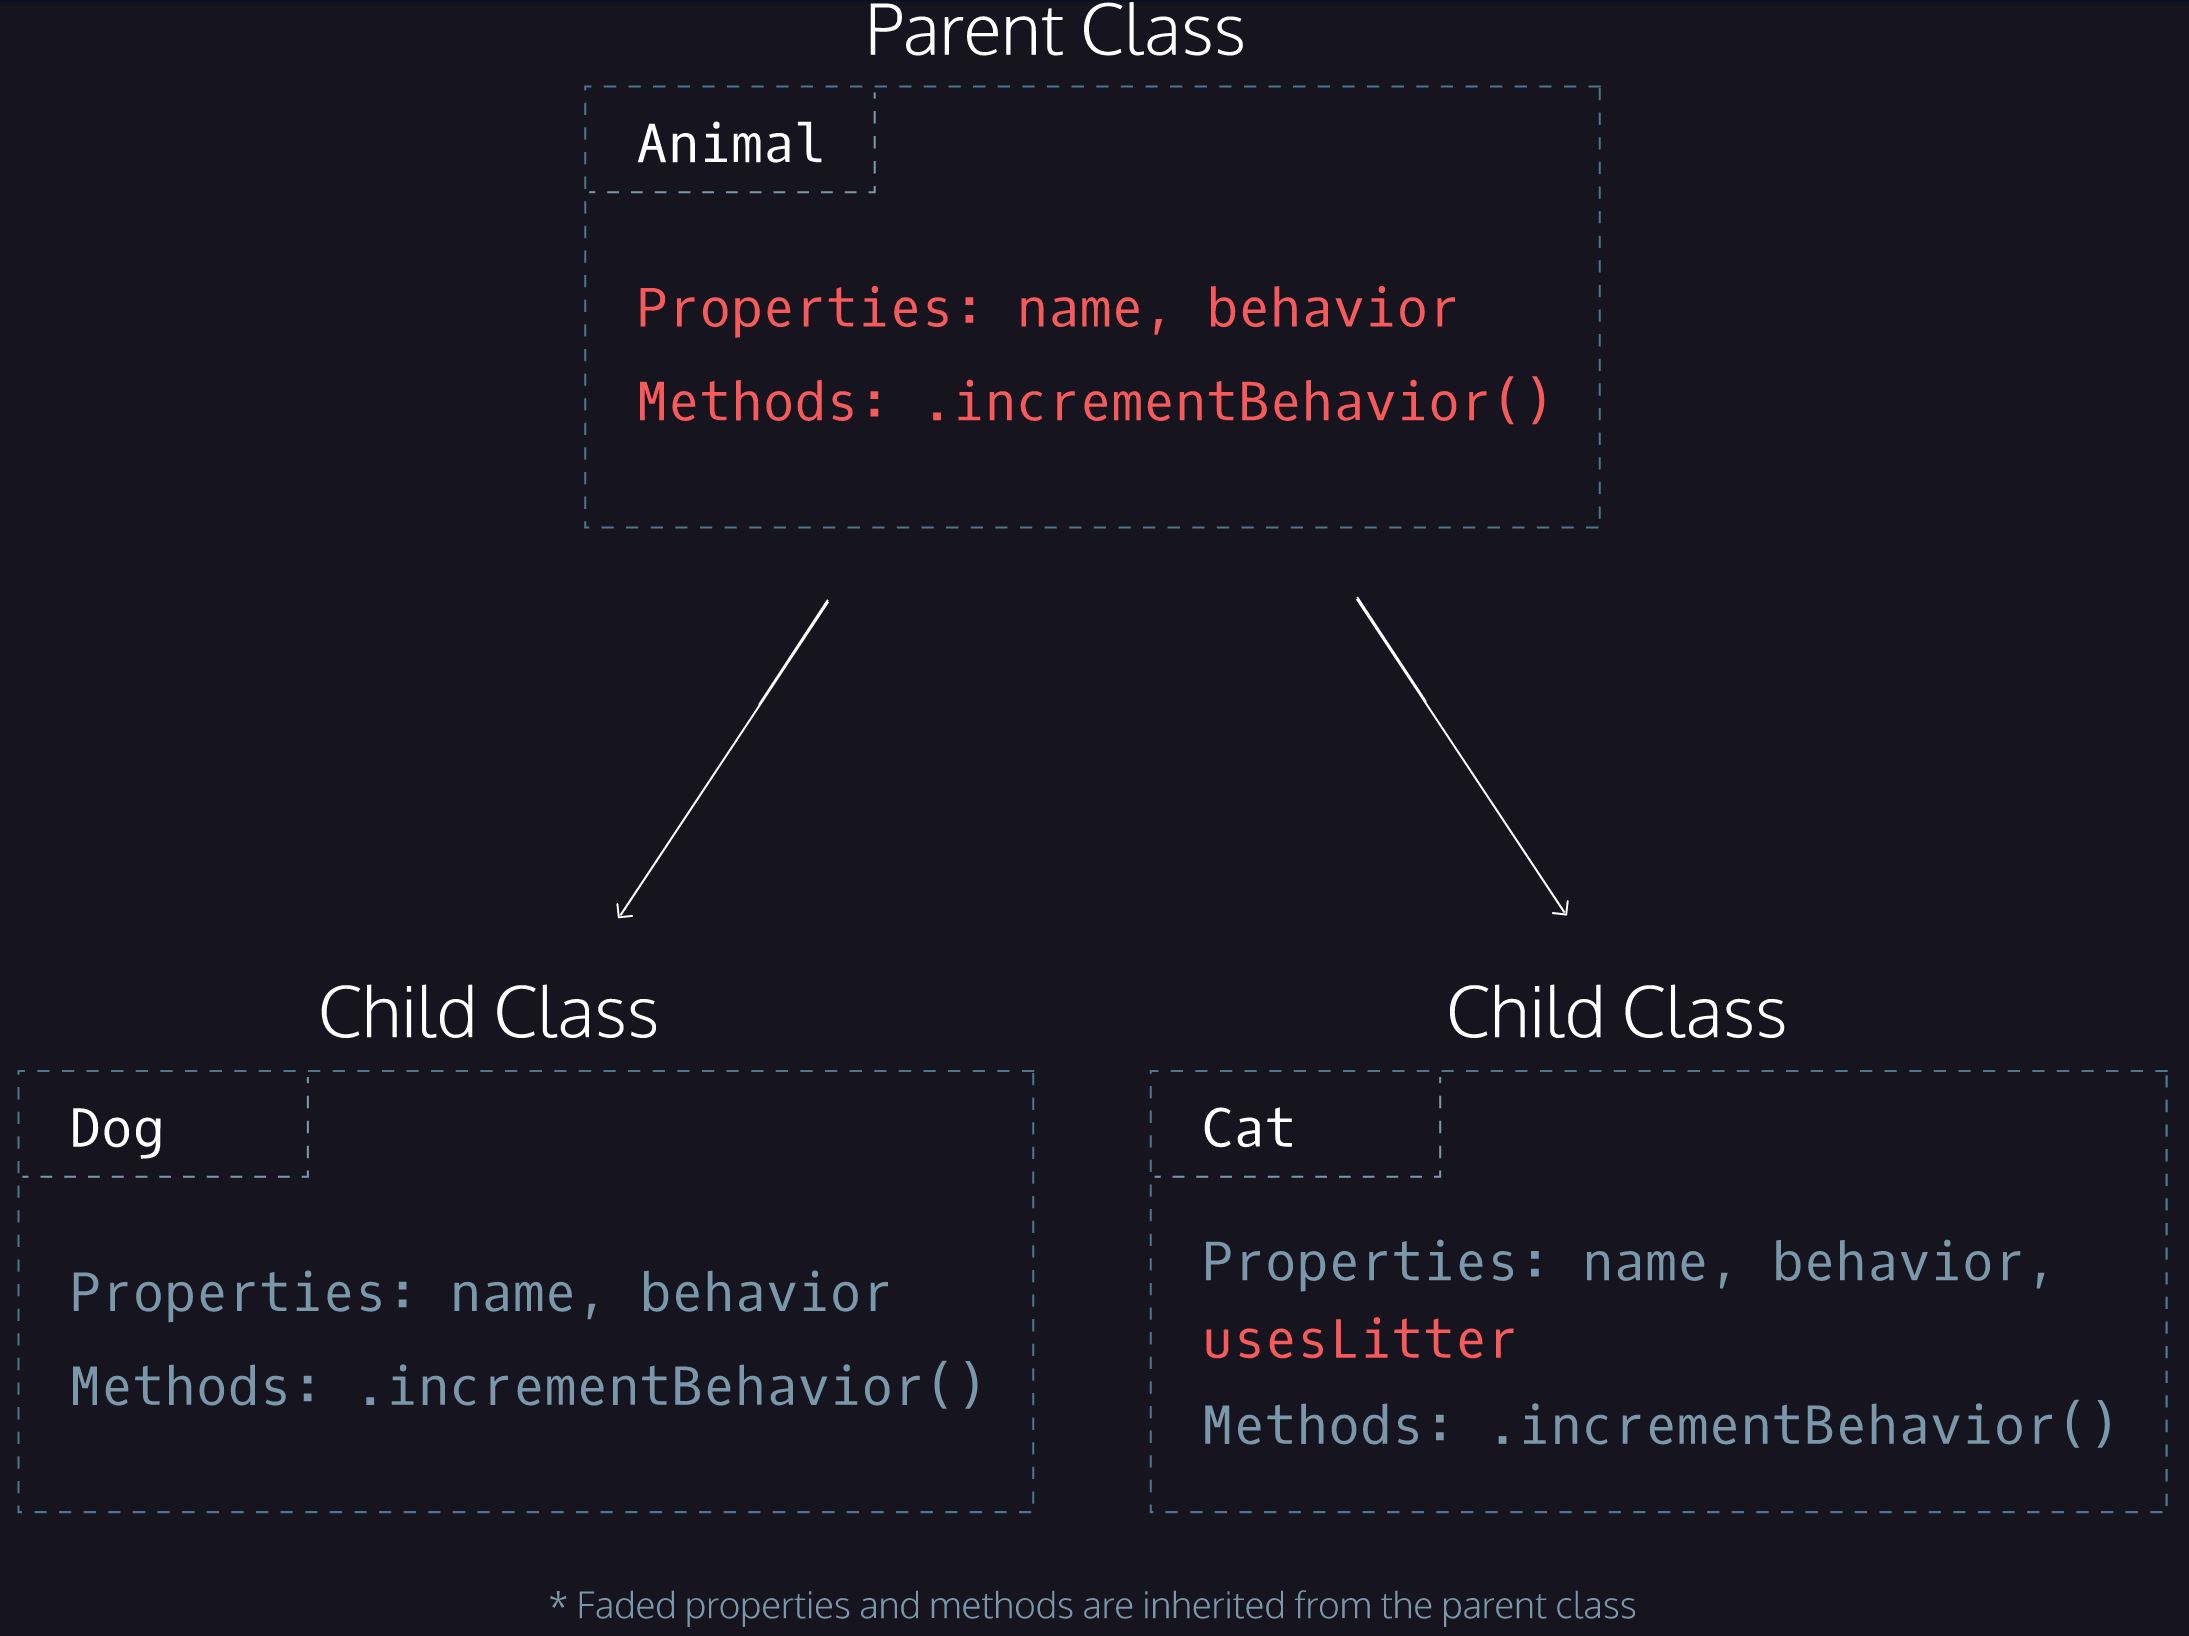 Parent Class
Animal
Properties: name, behavior
Methods: .incrementBehavior()
Child Class
Dog
Properties: name, behavior
Methods: .incrementBehavior()
Child Class
Cat
Properties: name, behavior,
usesLitter
Methods: .incrementBehavior()
* Faded properties and methods are inherited from the parent class